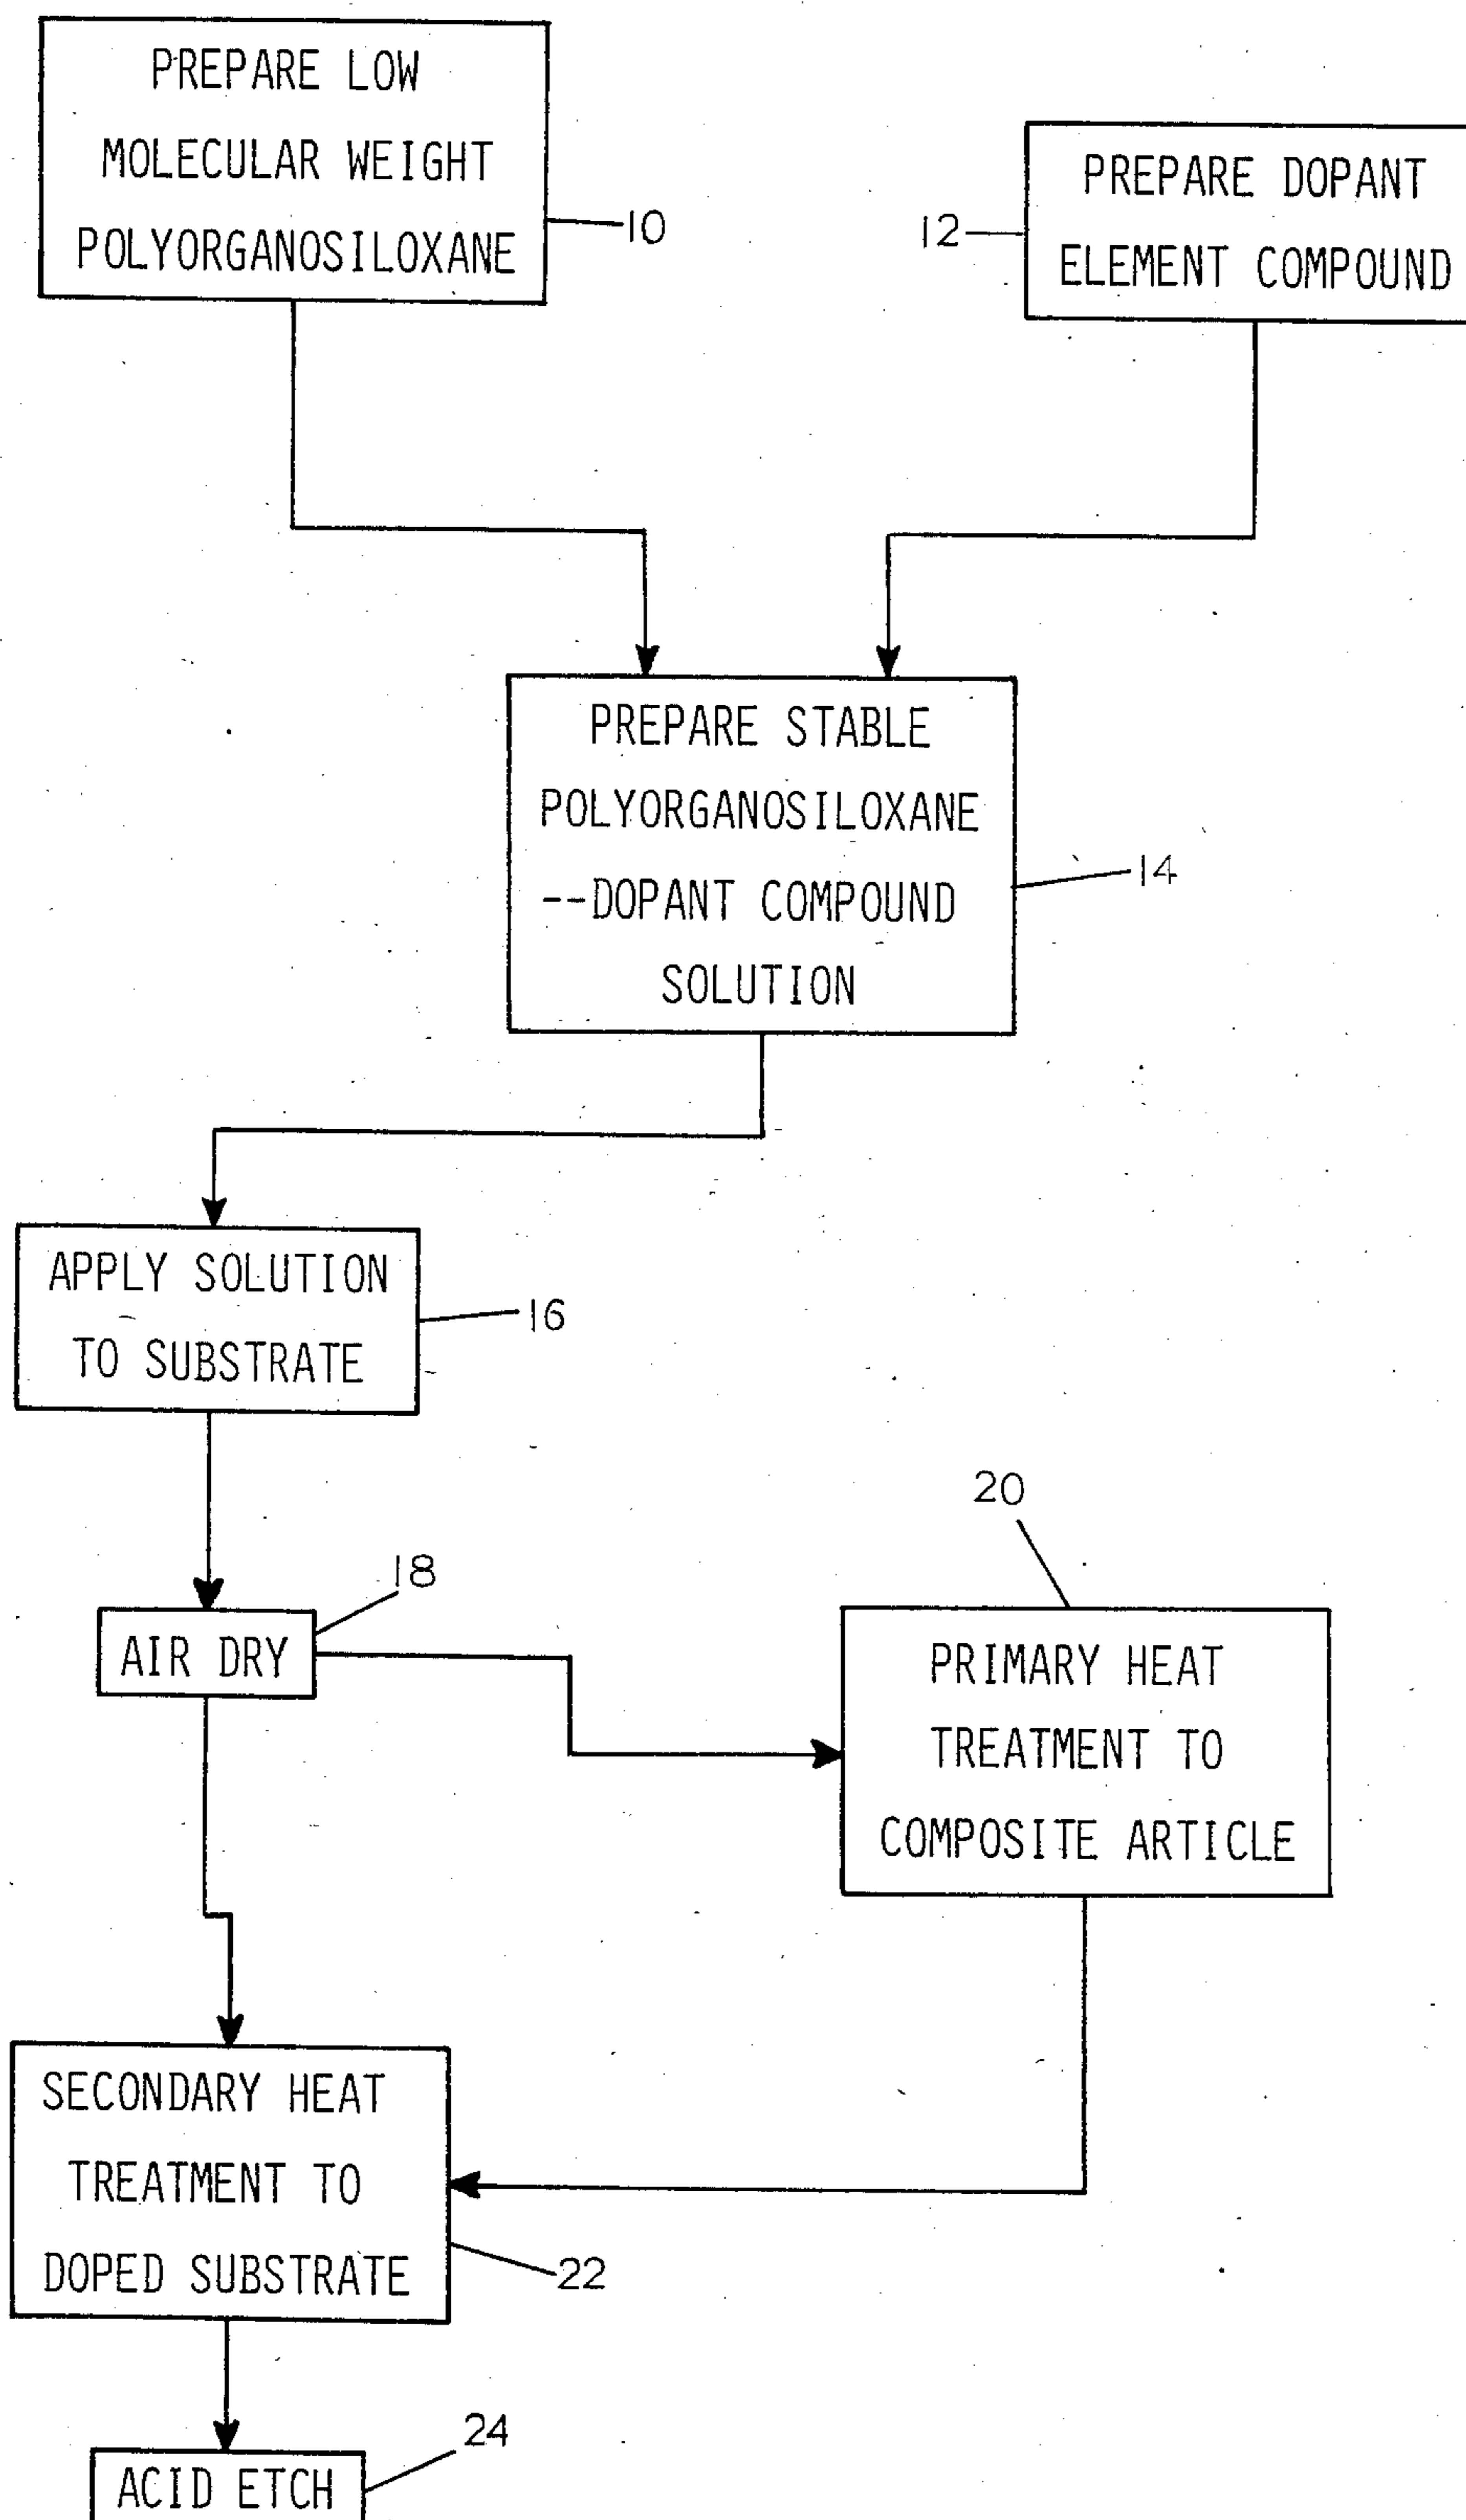 PREPARE LOW
MOLECULAR WEIGHT
POLYORGANOSILOXANE
10
12
PREPARE DOPANT
ELEMENT COMPOUND
PREPARE STABLE
POLYORGANOSILOXANE
--DOPANT COMPOUND
SOLUTION
14
APPLY SOLUTION
TO SUBSTRATE
16
18
AIR DRY
20
PRIMARY HEAT
TREATMENT TO
COMPOSITE ARTICLE
SECONDARY HEAT
TREATMENT TO
DOPED SUBSTRATE
22
24
ACID ETCH